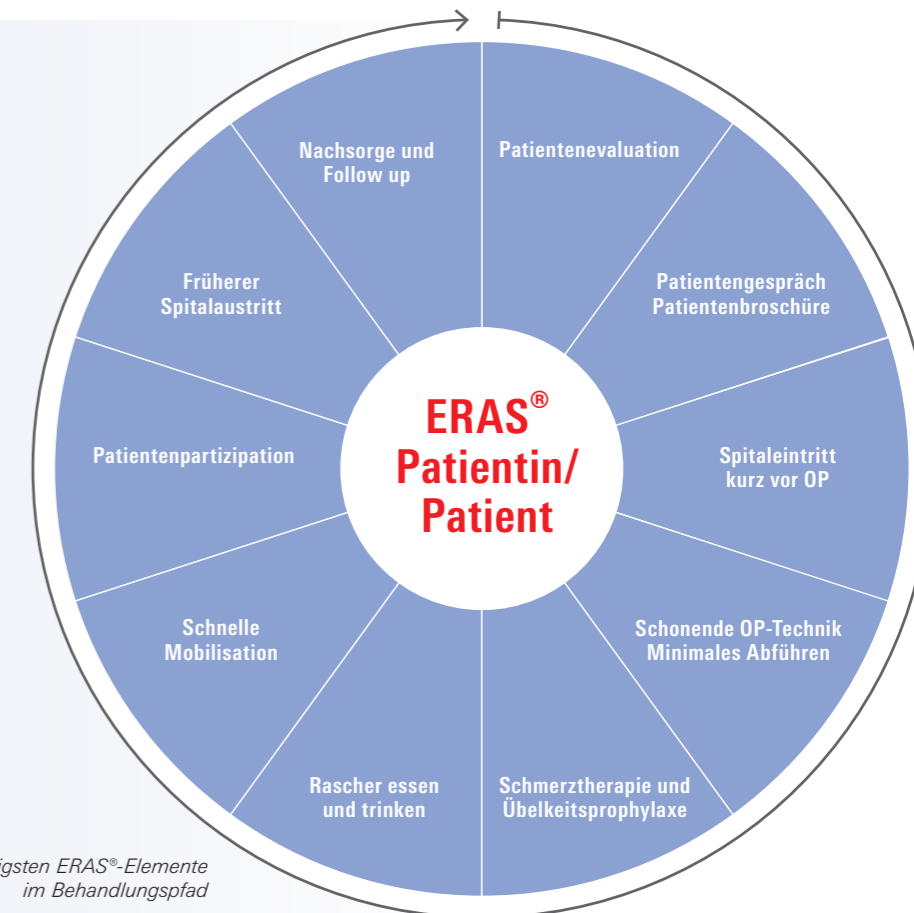 Patientenevaluation
Patientengespräch
Patientenbroschüre
Spitaleintritt
kurz vor OP
Schonende OP-Technik
Minimales Abführen
Schmerztherapie und
Übelkeitsprophylaxe
Rascher essen
und trinken
Schnelle
Mobilisation
Patientenpartizipation
Früherer
Spitalaustritt
Nachsorge und
Follow up
ERAS®
Patientin/
Patient
ERAS®-Elemente
im Behandlungspfad